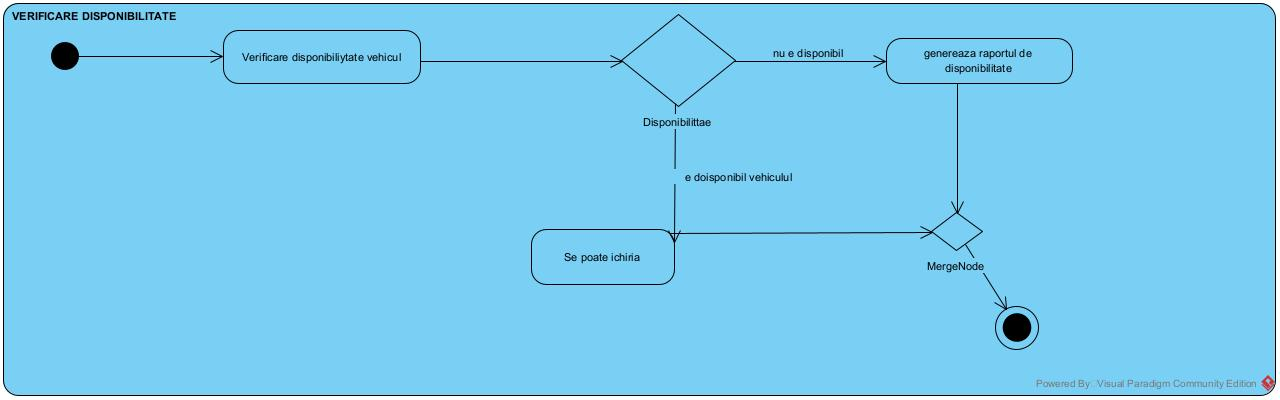 VERIFICARE DISPONIBILITATE
Verificare disponibiliytate vehicul
nu e disponibil
genereaza raportul de
disponibilitate
Disponibilittae
e doisponibil vehiculul
Se poate ichiria
MergeNode
Powered By Visual Paradigm Community Edition